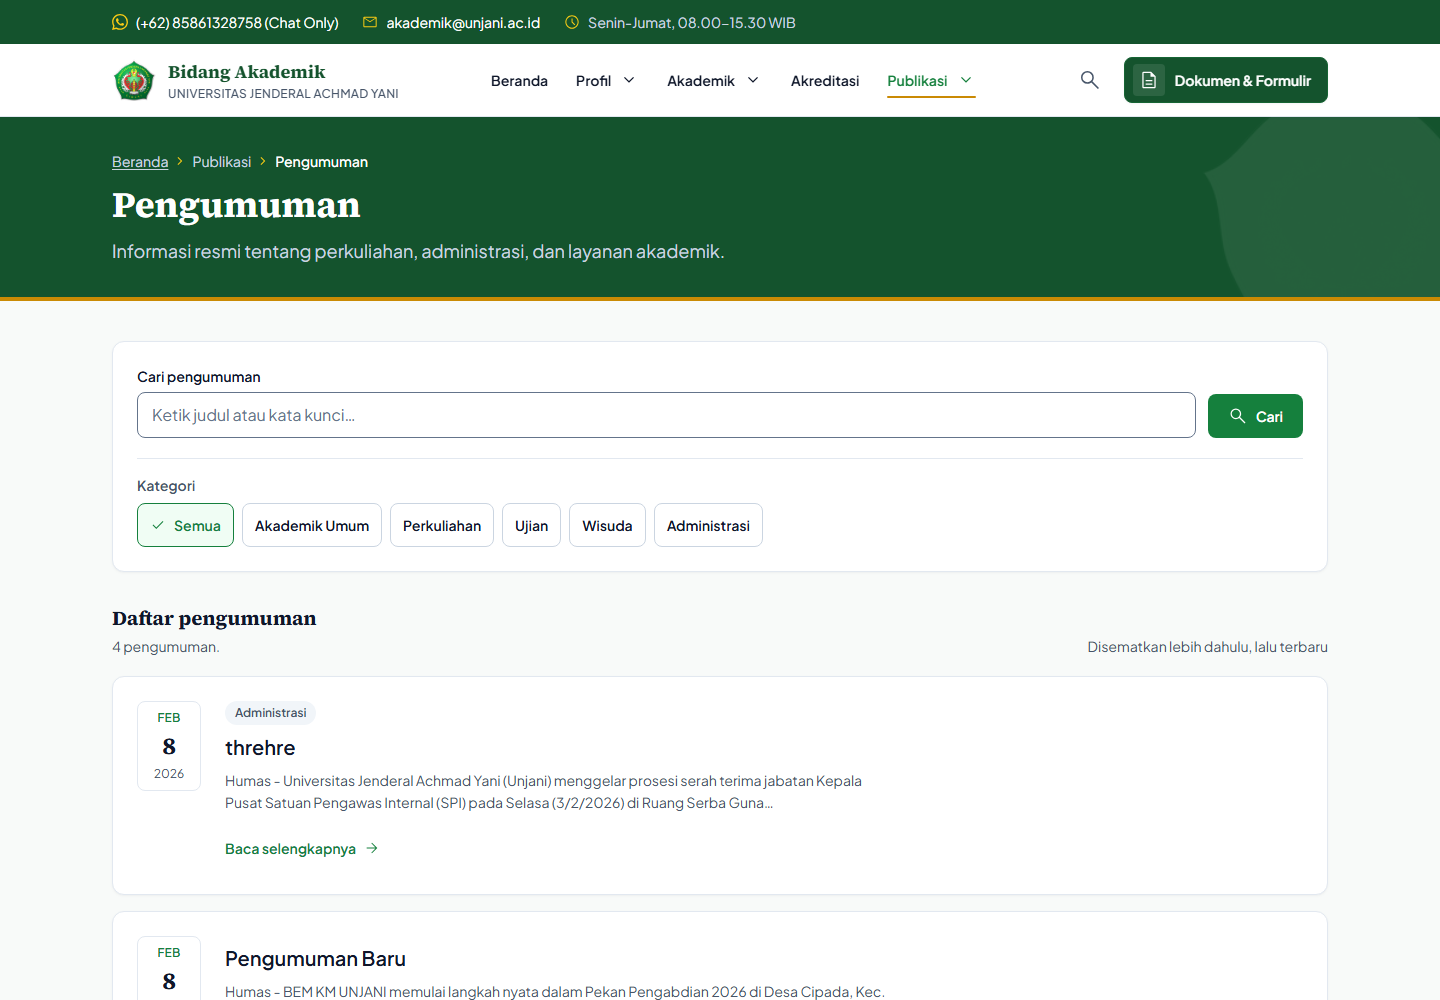 (+62) 85861328758 (Chat Only)
akademik@unjani.ac.id
Senin-Jumat, 08.00–15.30 WIB
Bidang Akademik
UNIVERSITAS JENDERAL ACHMAD YANI
Beranda
Profil
Akademik
Akreditasi
Publikasi
Dokumen & Formulir
Beranda > Publikasi > Pengumuman
Pengumuman
Informasi resmi tentang perkuliahan, administrasi, dan layanan akademik.
Cari pengumuman
Ketik judul atau kata kunci...
Cari
Kategori
Semua
Akademik Umum
Perkuliahan
Ujian
Wisuda
Administrasi
Daftar pengumuman
4 pengumuman.
Disematkan lebih dahulu, lalu terbaru
FEB
8
2026
Administrasi
threhre
Humas - Universitas Jenderal Achmad Yani (Unjani) menggelar prosesi serah terima jabatan Kepala
Pusat Satuan Pengawas Internal (SPI) pada Selasa (3/2/2026) di Ruang Serba Guna...
Baca selengkapnya
FEB
8
Pengumuman Baru
Humas - BEM KM UNJANI memulai langkah nyata dalam Pekan Pengabdian 2026 di Desa Cipada, Kec.